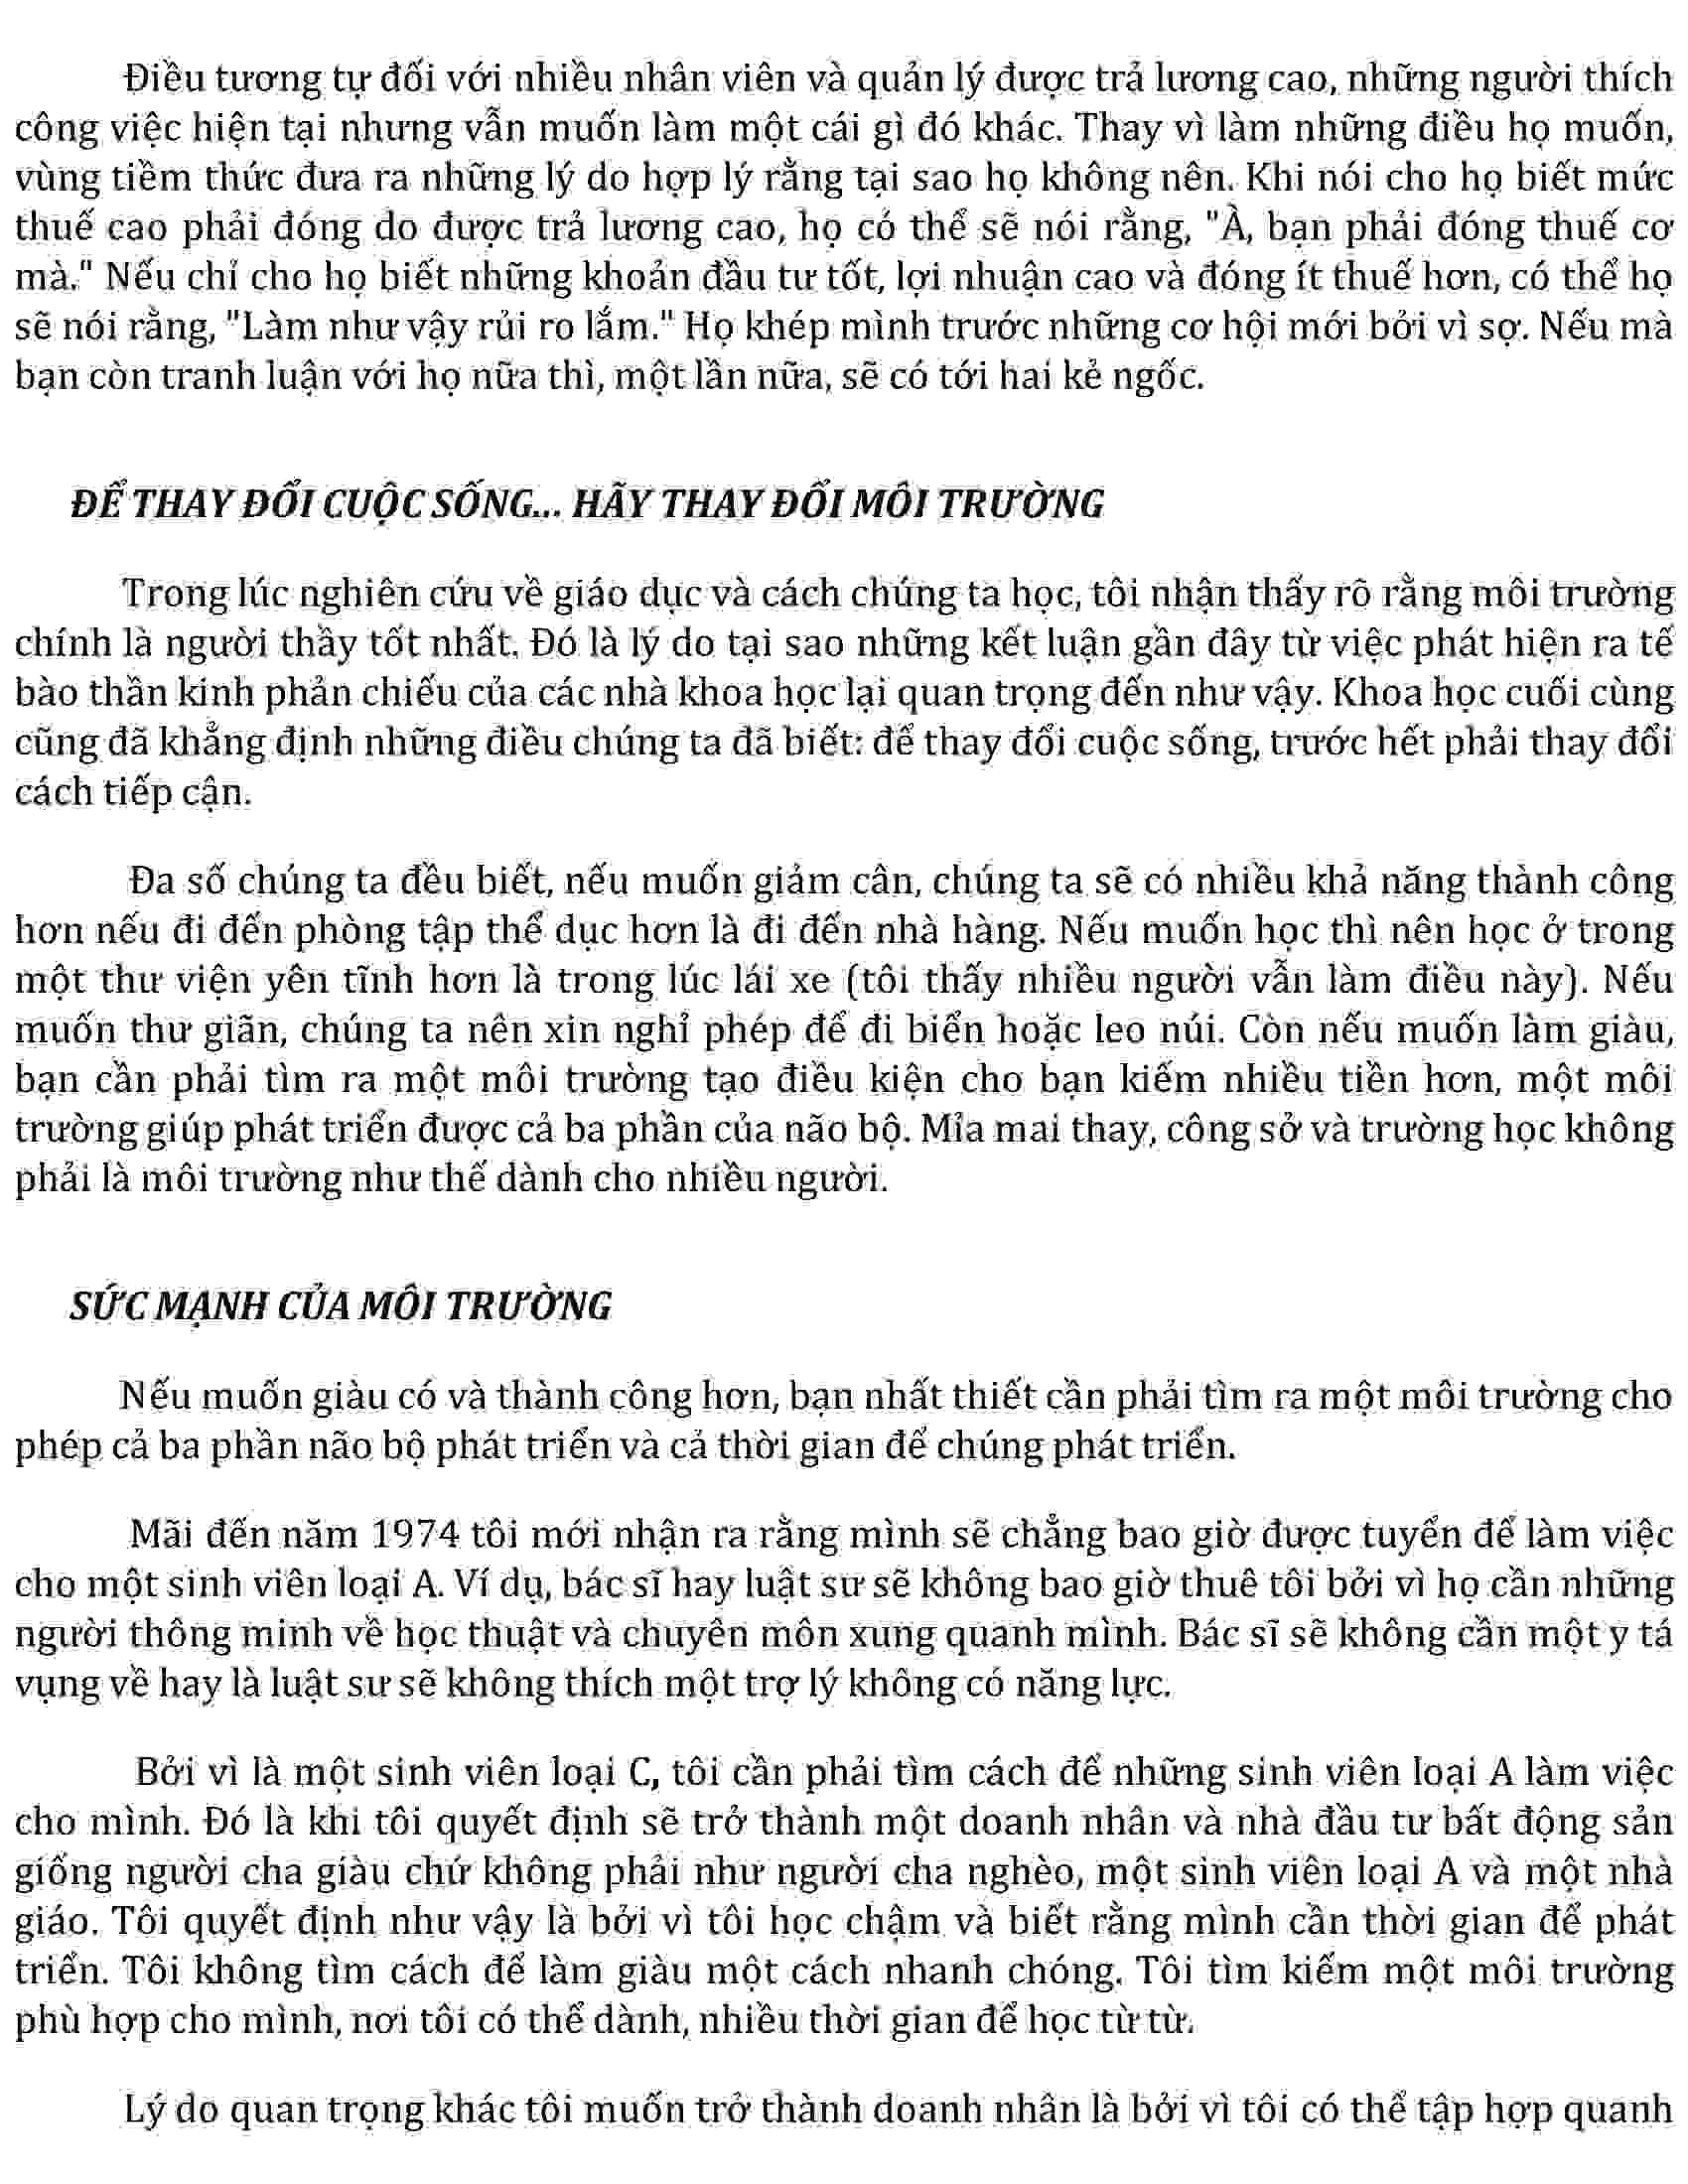 Điều tương tự đối với nhiều nhân viên và quản lý được trả lương cao, những người thích
công việc hiện tại nhưng vẫn muốn làm một cái gì đó khác. Thay vì làm những điều họ muốn,
vùng tiềm thức đưa ra những lý do hợp lý rằng tại sao họ không nên. Khi nói cho họ biết mức
thuế cao phải đóng do được trả lương cao, họ có thể sẽ nói rằng, "À, bạn phải đóng thuế cơ
mà." Nếu chỉ cho họ biết những khoản đầu tư tốt, lợi nhuận cao và đóng ít thuế hơn, có thể họ
sẽ nói rằng, "Làm như vậy rủi ro lắm." Họ khép mình trước những cơ hội mới bởi vì sợ. Nếu mà
bạn còn tranh luận với họ nữa thì, một lần nữa, sẽ có tới hai kẻ ngốc.
ĐỂ THAY ĐỔI CUỘC SỐNG... HÃY THAY ĐỔI MÔI TRƯỜNG
Trong lúc nghiên cứu về giáo dục và cách chúng ta học, tôi nhận thấy rõ rằng môi trường
chính là người thầy tốt nhất. Đó là lý do tại sao những kết luận gần đây từ việc phát hiện ra tế
bào thần kinh phản chiếu của các nhà khoa học lại quan trọng đến như vậy. Khoa học cuối cùng
cũng đã khẳng định những điều chúng ta đã biết: để thay đổi cuộc sống, trước hết phải thay đổi
cách tiếp cận.
Đa số chúng ta đều biết, nếu muốn giảm cân, chúng ta sẽ có nhiều khả năng thành công
hơn nếu đi đến phòng tập thể dục hơn là đi đến nhà hàng. Nếu muốn học thì nên học ở trong
một thư viện yên tĩnh hơn là trong lúc lái xe (tôi thấy nhiều người vẫn làm điều này). Nếu
muốn thư giãn, chúng ta nên xin nghỉ phép để đi biển hoặc leo núi. Còn nếu muốn làm giàu,
bạn cần phải tìm ra một môi trường tạo điều kiện cho bạn kiếm nhiều tiền hơn, một môi
trường giúp phát triển được cả ba phần của não bộ. Mỉa mai thay, công sở và trường học không
phải là môi trường như thế dành cho nhiều người.
SỨC MẠNH CỦA MÔI TRƯỜNG
Nếu muốn giàu có và thành công hơn, bạn nhất thiết cần phải tìm ra một môi trường cho
phép cả ba phần não bộ phát triển và cả thời gian để chúng phát triển.
Mãi đến năm 1974 tôi mới nhận ra rằng mình sẽ chẳng bao giờ được tuyển để làm việc
cho một sinh viên loại A. Ví dụ, bác sĩ hay luật sư sẽ không bao giờ thuê tôi bởi vì họ cần những
người thông minh về học thuật và chuyên môn xung quanh mình. Bác sĩ sẽ không cần một y tá
vụng về hay là luật sư sẽ không thích một trợ lý không có năng lực.
Bởi vì là một sinh viên loại C, tôi cần phải tìm cách để những sinh viên loại A làm việc
cho mình. Đó là khi tôi quyết định sẽ trở thành một doanh nhân và nhà đầu tư bất động sản
giống người cha giàu chứ không phải như người cha nghèo, một sinh viên loại A và một nhà
giáo. Tôi quyết định như vậy là bởi vì tôi học chậm và biết rằng mình cần thời gian để phát
triển. Tôi không tìm cách để làm giàu một cách nhanh chóng. Tôi tìm kiếm một môi trường
phù hợp cho mình, nơi tôi có thể dành, nhiều thời gian để học từ từ.
Lý do quan trọng khác tôi muốn trở thành doanh nhân là bởi vì tôi có thể tập hợp quanh